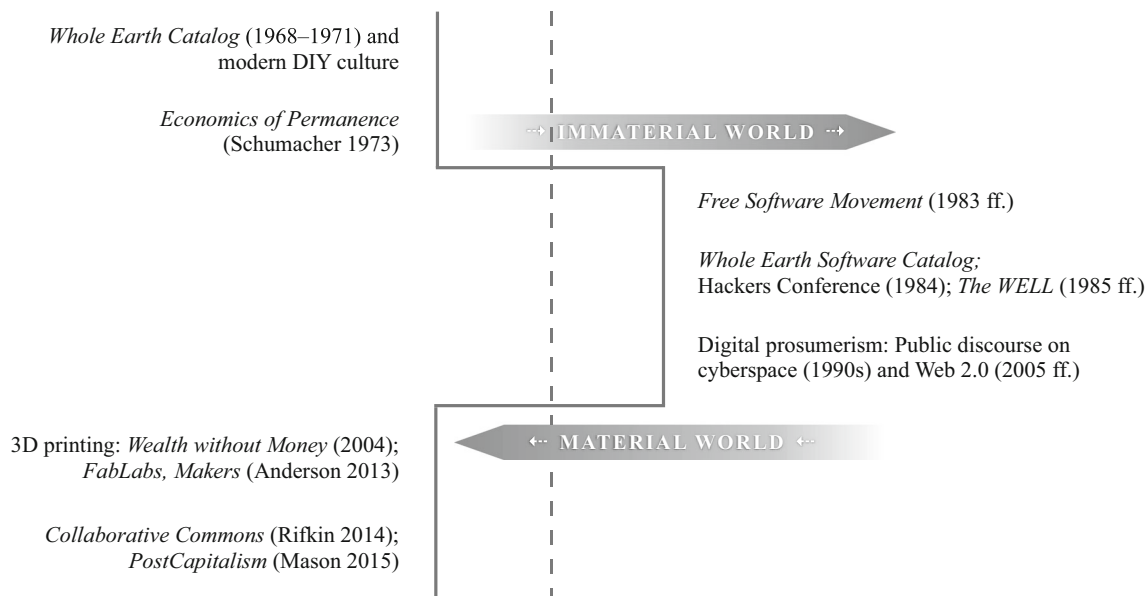 Whole Earth Catalog (1968–1971) and
modern DIY culture
Economics of Permanence
(Schumacher 1973)
IMMATERIAL WORLD
Free Software Movement (1983 ff.)
Whole Earth Software Catalog;
Hackers Conference (1984); The WELL (1985 ff.)
Digital prosumerism: Public discourse on
cyberspace (1990s) and Web 2.0 (2005 ff.)
MATERIAL WORLD
3D printing: Wealth without Money (2004);
FabLabs, Makers (Anderson 2013)
Collaborative Commons (Rifkin 2014);
PostCapitalism (Mason 2015)